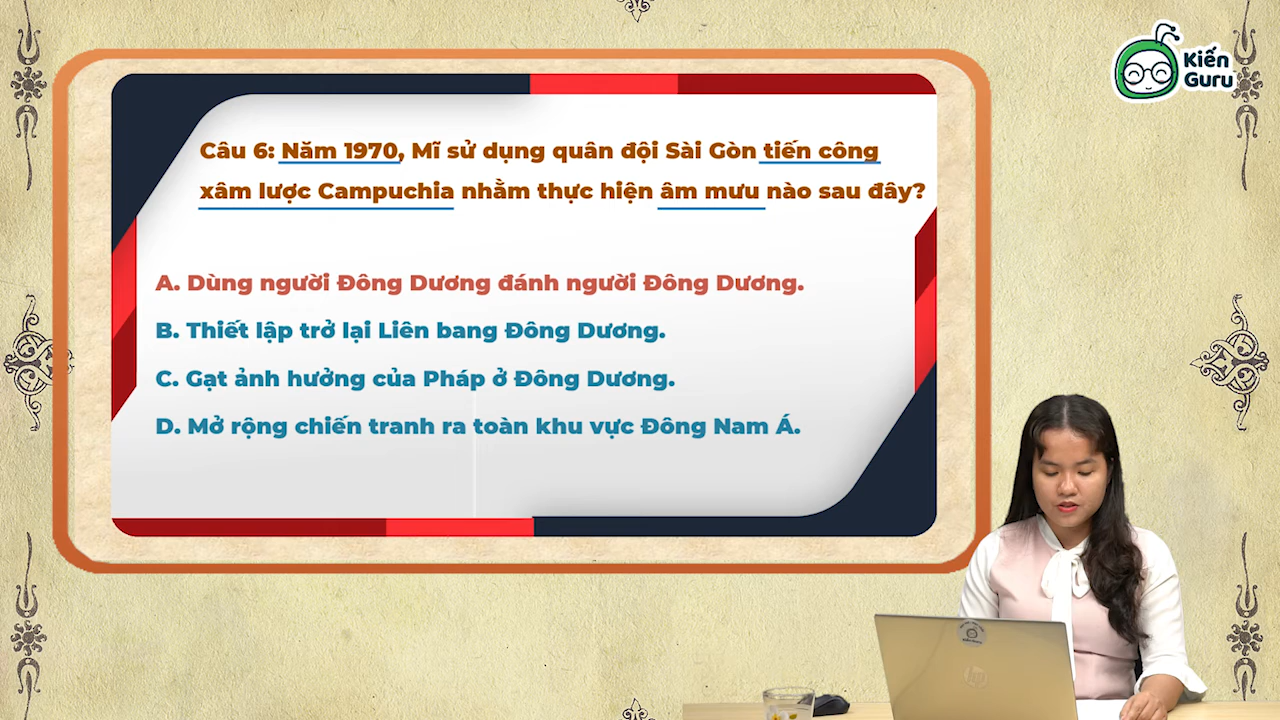 Kiến
Guru
Câu 6: Năm 1970, Mĩ sử dụng quân đội Sài Gòn tiến công
xâm lược Campuchia nhằm thực hiện âm mưu nào sau đây?
A. Dùng người Đông Dương đánh người Đông Dương.
B. Thiết lập trở lại Liên bang Đông Dương.
C. Gạt ảnh hưởng của Pháp ở Đông Dương.
D. Mở rộng chiến tranh ra toàn khu vực Đông Nam Á.